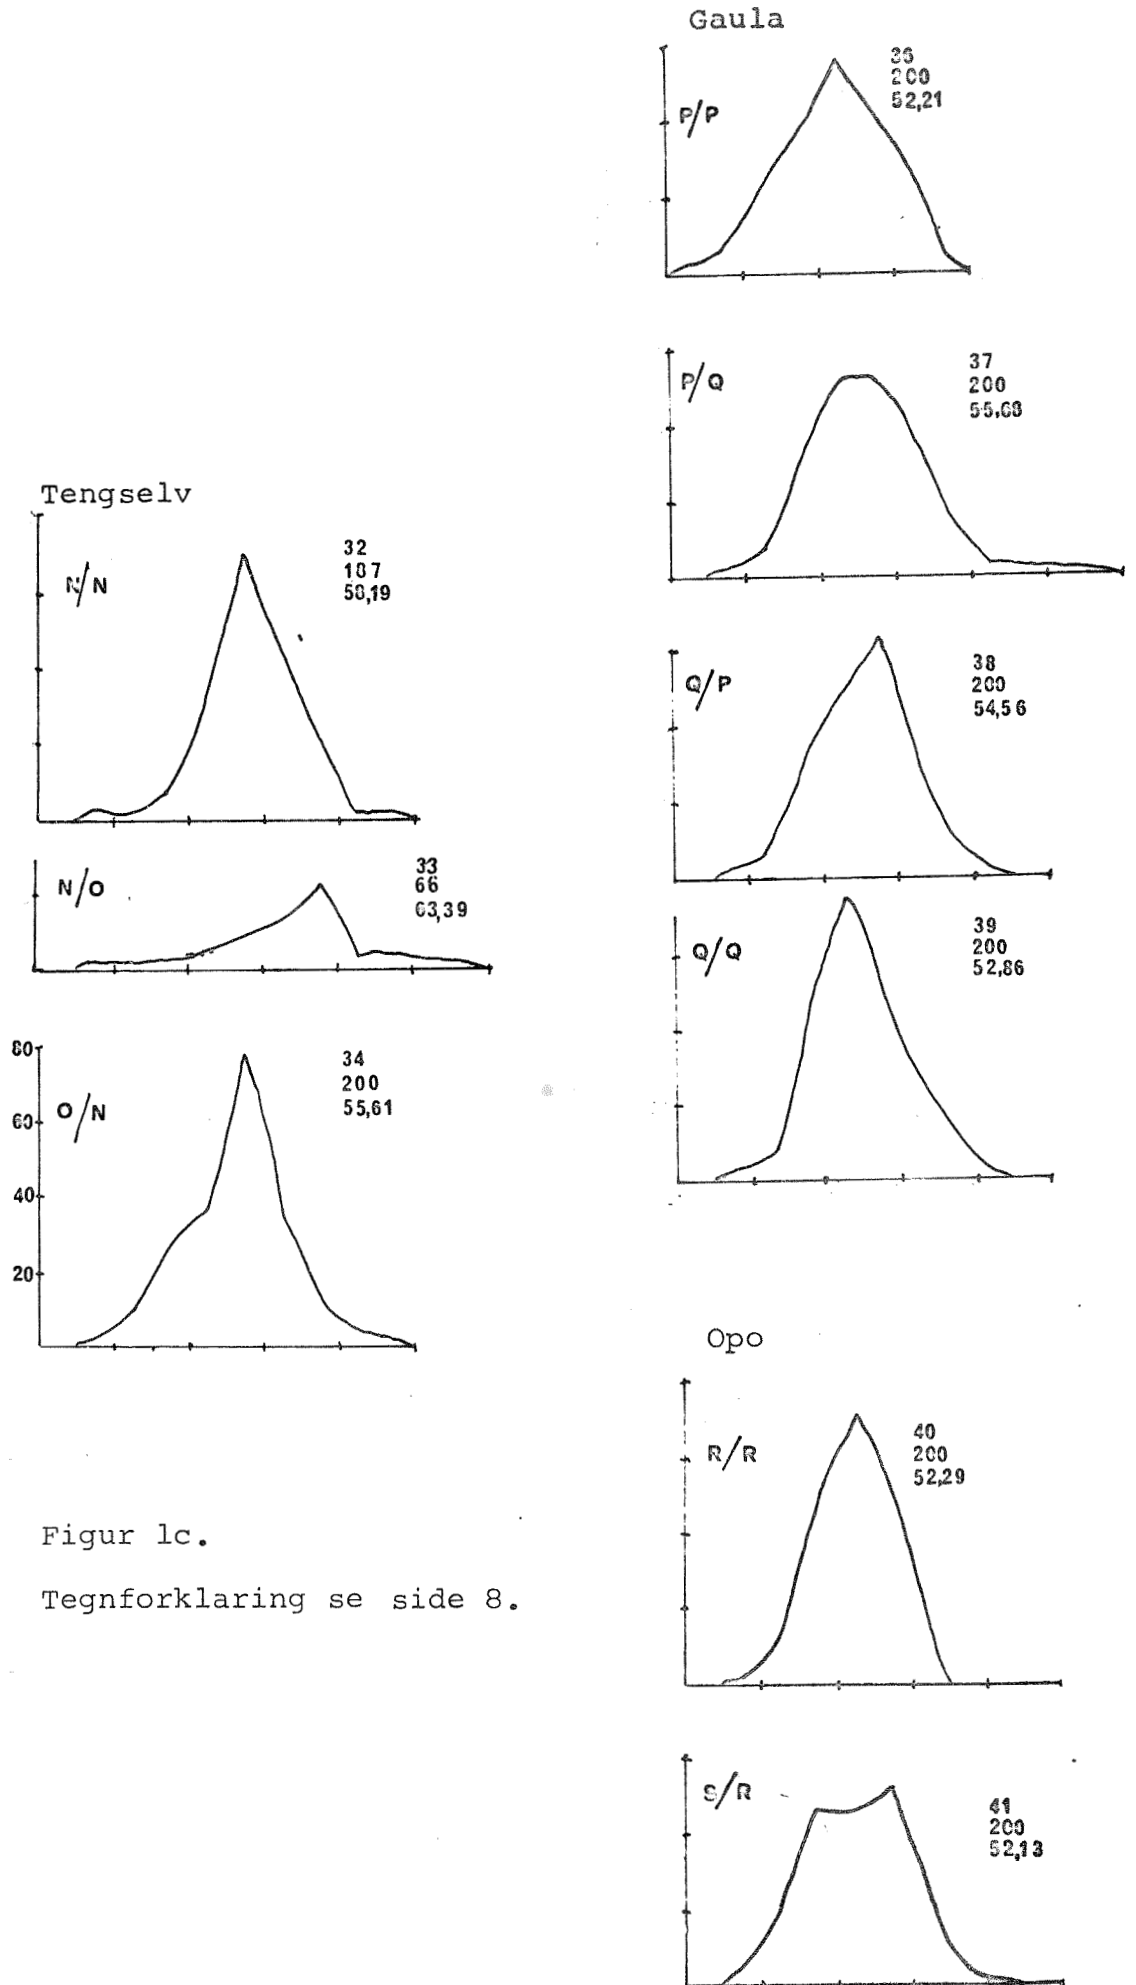 Tengselv
N/N
32
187
58,19
N/O
33
66
63,39
80
60
40
20
O/N
34
200
55,61
Figur 1c.
Tegnforklaring se side 8.
Gaula
P/P
36
200
52,21
P/Q
37
200
55,68
Q/P
38
200
54,56
Q/Q
39
200
52,86
Opo
R/R
40
200
52,29
S/R
41
200
52,13